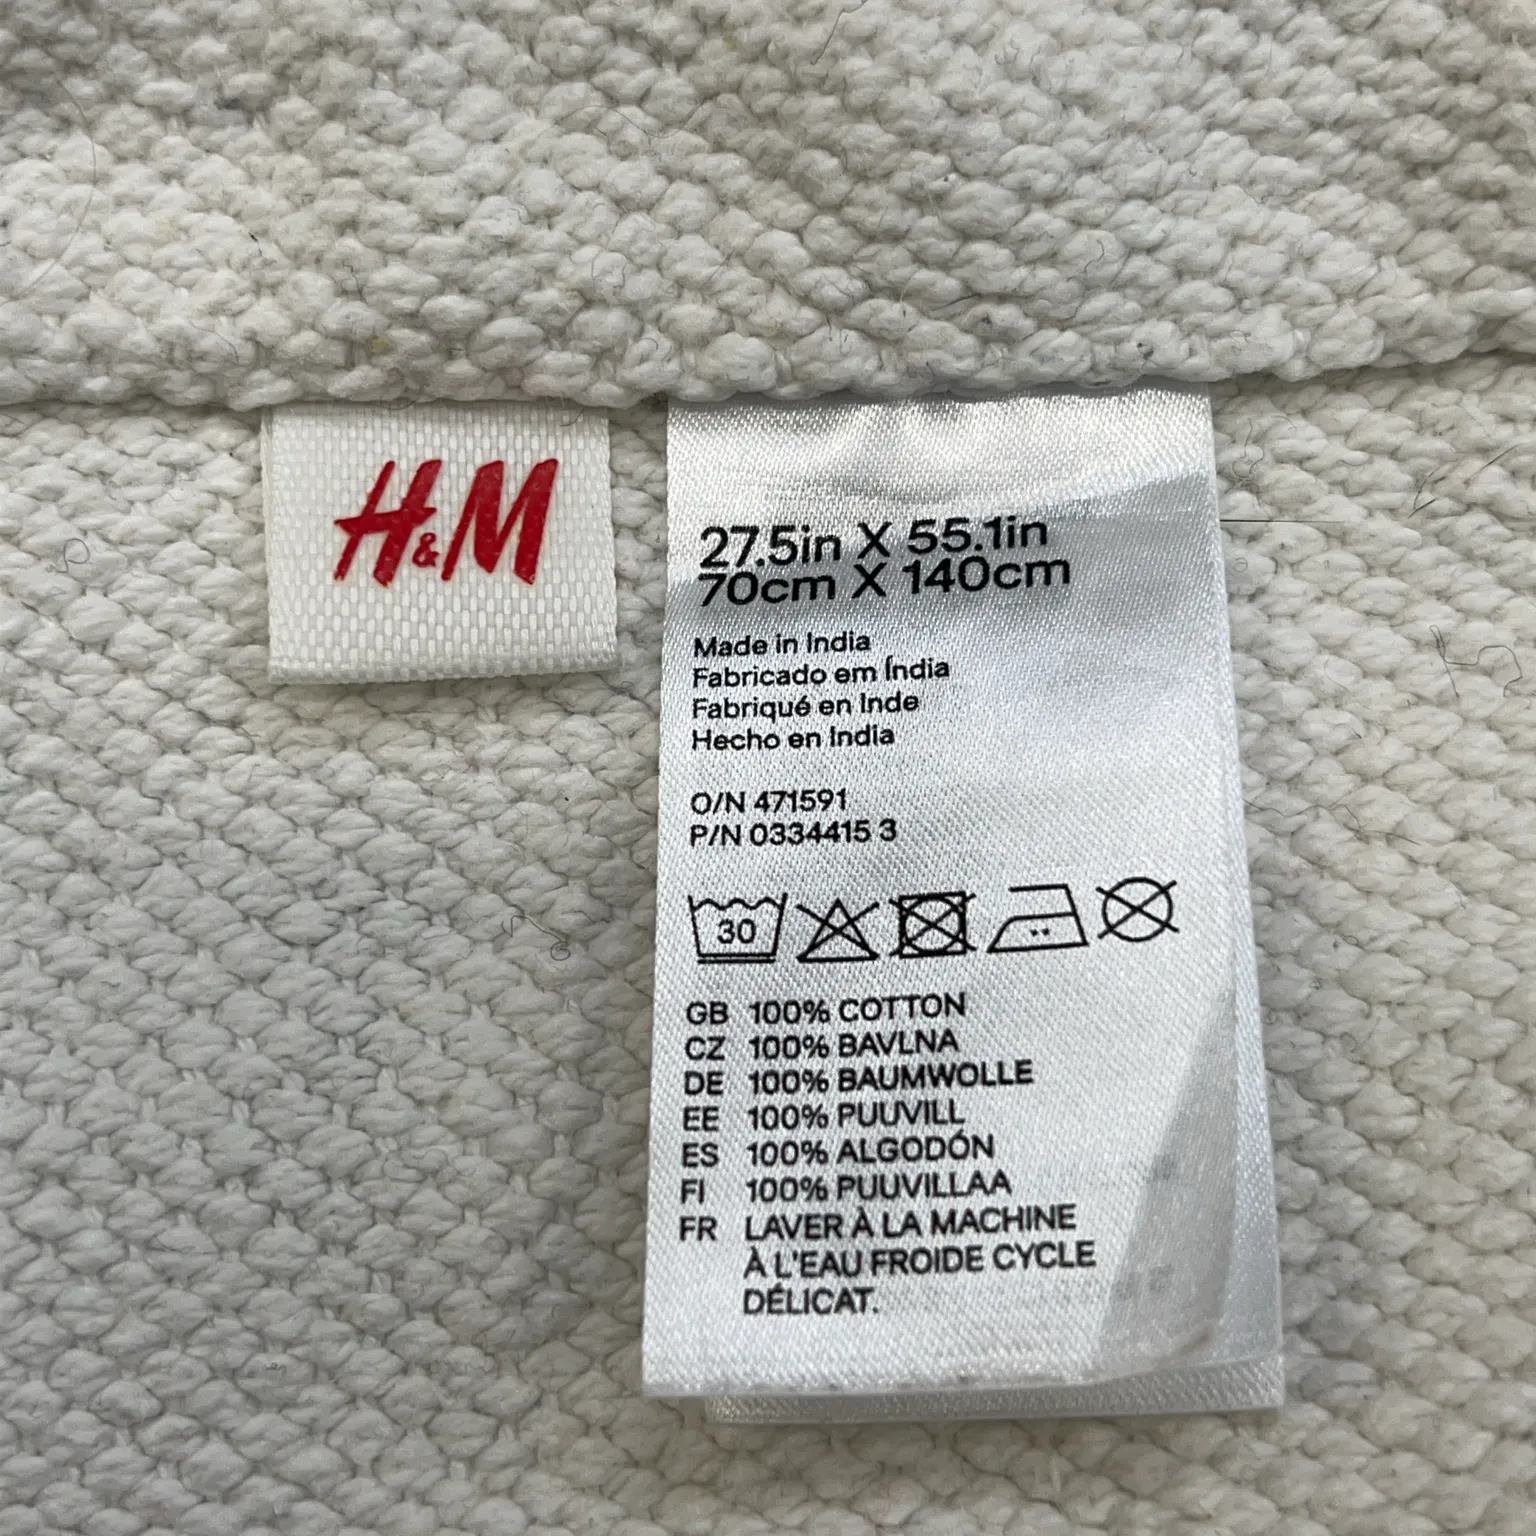 H&M
27.5in X 55.1in
70cm X 140cm
Made in India
Fabricado em Índia
Fabriqué en Inde
Hecho en India
O/N 471591
P/N 0334415 3
30
GB 100% COTTON
CZ 100% BAVLNA
DE 100% BAUMWOLLE
EE 100% PUUVILL
ES 100% ALGODÓN
FI 100% PUUVILLAA
FR LAVER À LA MACHINE
À L'EAU FROIDE CYCLE
DÉLICAT.